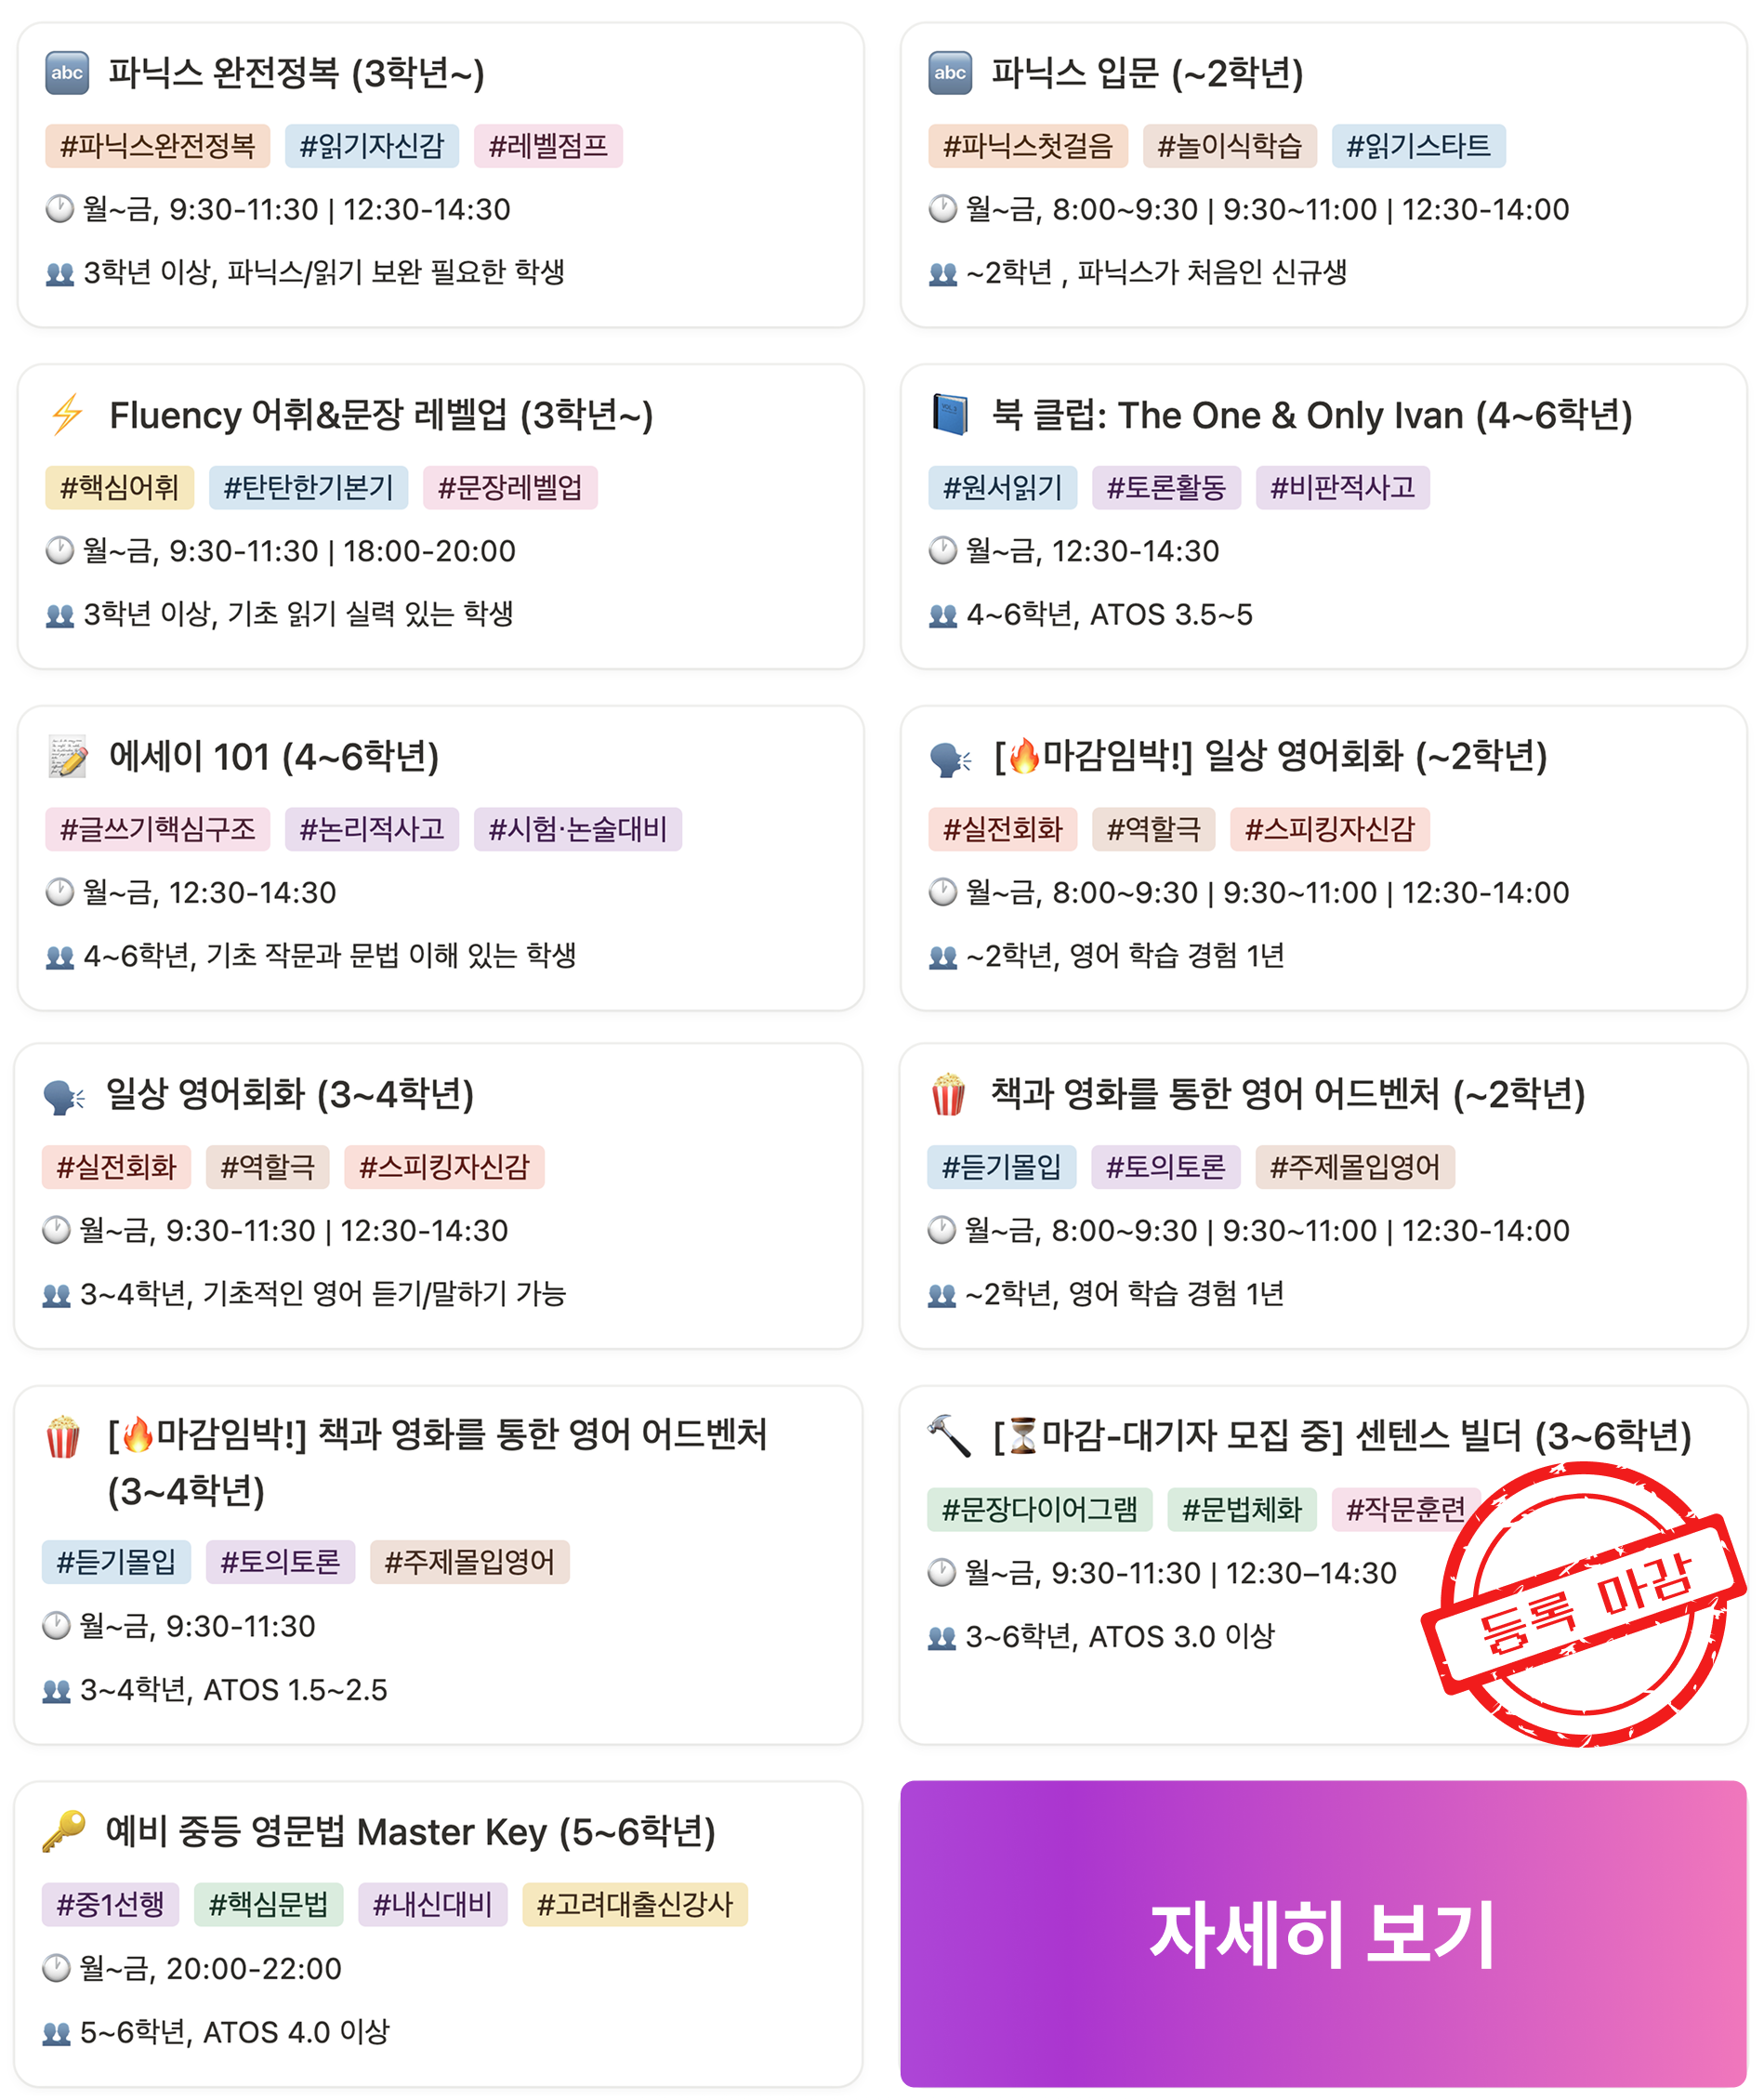 abc 파닉스 완전정복 (3학년~)
#파닉스완전정복 #읽기자신감 #레벨점프
월~금, 9:30-11:30 | 12:30-14:30
3학년 이상, 파닉스/읽기 보완 필요한 학생
abc 파닉스 입문 (~2학년)
#파닉스첫걸음 #놀이식학습 #읽기스타트
월~금, 8:00~9:30 | 9:30~11:00 | 12:30-14:00
~2학년 , 파닉스가 처음인 신규생
Fluency 어휘&문장 레벨업 (3학년~)
#핵심어휘 #탄탄한기본기 #문장레벨업
월~금, 9:30-11:30 | 18:00-20:00
3학년 이상, 기초 읽기 실력 있는 학생
북 클럽: The One & Only Ivan (4~6학년)
#원서읽기 #토론활동 #비판적사고
월~금, 12:30-14:30
4~6학년, ATOS 3.5~5
에세이 101 (4~6학년)
#글쓰기핵심구조 #논리적사고 #시험·논술대비
월~금, 12:30-14:30
4~6학년, 기초 작문과 문법 이해 있는 학생
[🔥마감임박!] 일상 영어회화 (~2학년)
#실전회화 #역할극 #스피킹자신감
월~금, 8:00~9:30 | 9:30~11:00 | 12:30-14:00
~2학년, 영어 학습 경험 1년
일상 영어회화 (3~4학년)
#실전회화 #역할극 #스피킹자신감
월~금, 9:30-11:30 | 12:30-14:30
3~4학년, 기초적인 영어 듣기/말하기 가능
책과 영화를 통한 영어 어드벤처 (~2학년)
#듣기몰입 #토의토론 #주제몰입영어
월~금, 8:00~9:30 | 9:30~11:00 | 12:30-14:00
~2학년, 영어 학습 경험 1년
[🔥마감임박!] 책과 영화를 통한 영어 어드벤처
(3~4학년)
#듣기몰입 #토의토론 #주제몰입영어
월~금, 9:30-11:30
3~4학년, ATOS 1.5~2.5
[⏳마감-대기자 모집 중] 센텐스 빌더 (3~6학년)
#문장다이어그램 #문법체화 #작문훈련
월~금, 9:30-11:30 | 12:30–14:30
3~6학년, ATOS 3.0 이상
등록 마감
예비 중등 영문법 Master Key (5~6학년)
#중1선행 #핵심문법 #내신대비 #고려대출신강사
월~금, 20:00-22:00
5~6학년, ATOS 4.0 이상
자세히 보기